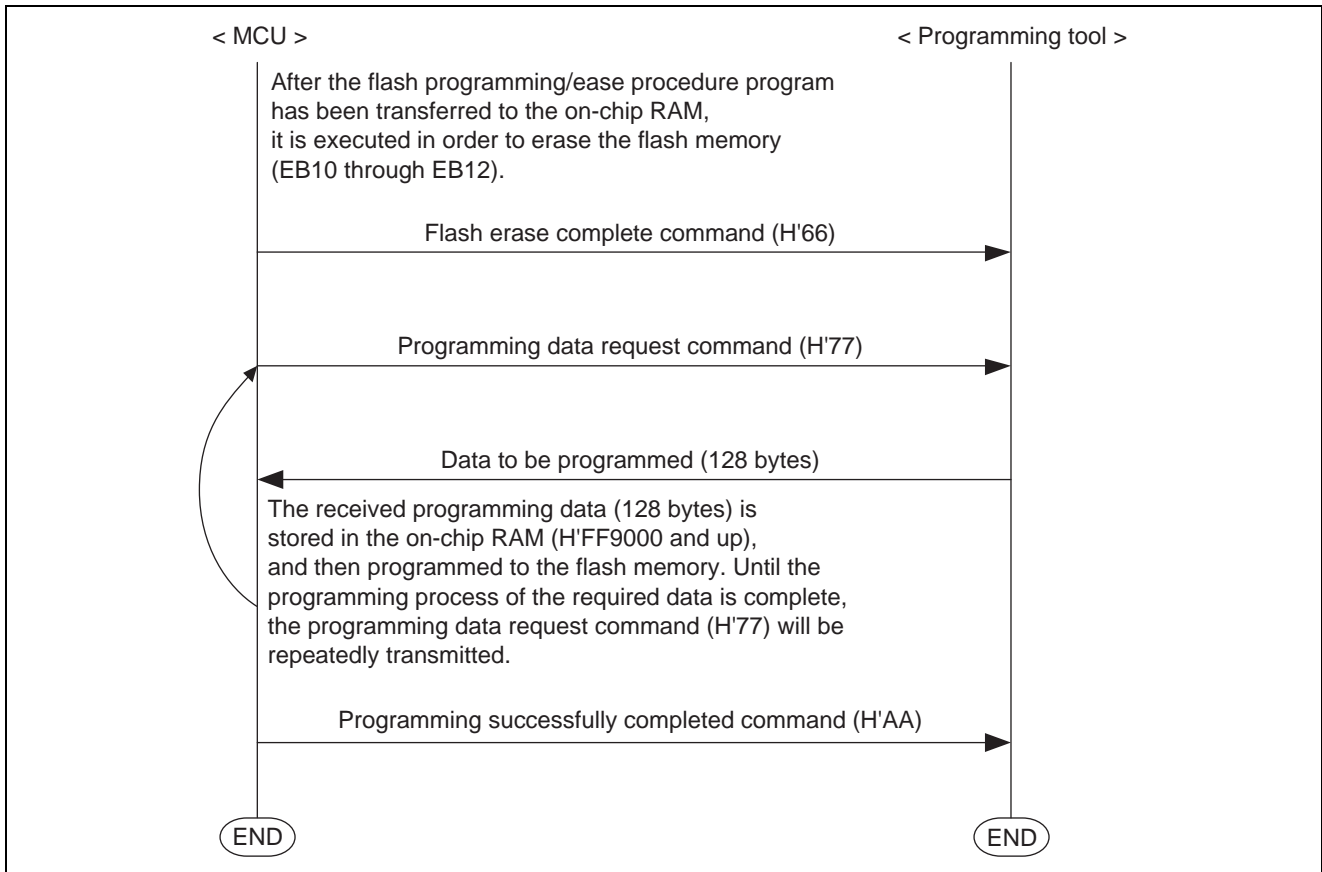 < MCU >
< Programming tool >
After the flash programming/ease procedure program
has been transferred to the on-chip RAM,
it is executed in order to erase the flash memory
(EB10 through EB12).
Flash erase complete command (H'66)
Programming data request command (H'77)
Data to be programmed (128 bytes)
The received programming data (128 bytes) is
stored in the on-chip RAM (H'FF9000 and up),
and then programmed to the flash memory. Until the
programming process of the required data is complete,
the programming data request command (H'77) will be
repeatedly transmitted.
Programming successfully completed command (H'AA)
END
END